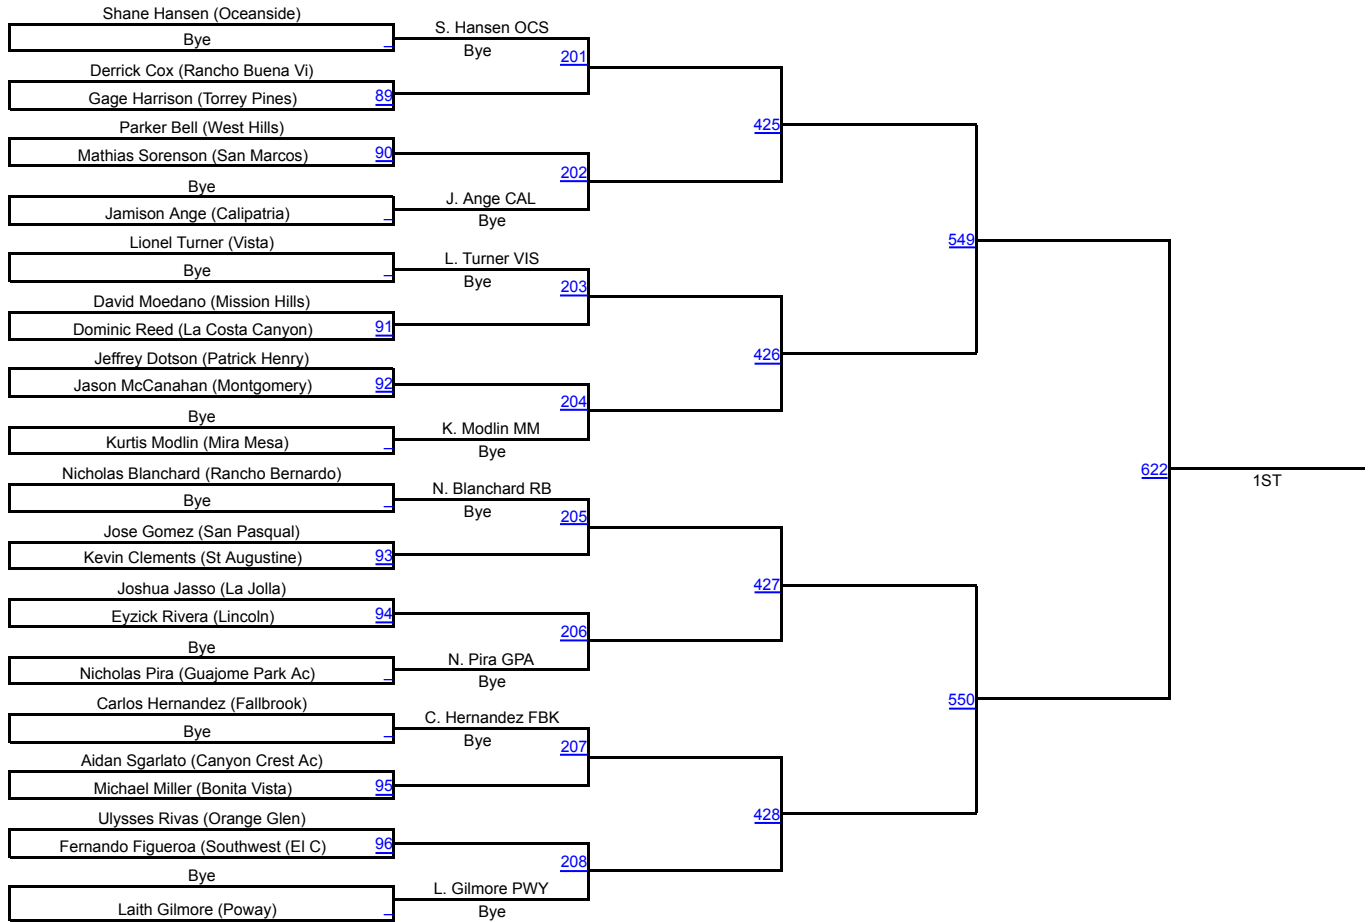 Shane Hansen (Oceanside)
Bye
Derrick Cox (Rancho Buena Vi)
Gage Harrison (Torrey Pines)
89
Parker Bell (West Hills)
Mathias Sorenson (San Marcos)
90
Bye
Jamison Ange (Calipatria)
Lionel Turner (Vista)
Bye
David Moedano (Mission Hills)
Dominic Reed (La Costa Canyon)
91
Jeffrey Dotson (Patrick Henry)
Jason McCanahan (Montgomery)
92
Bye
Kurtis Modlin (Mira Mesa)
Nicholas Blanchard (Rancho Bernardo)
Bye
Jose Gomez (San Pasqual)
Kevin Clements (St Augustine)
93
Joshua Jasso (La Jolla)
Eyzick Rivera (Lincoln)
94
Bye
Nicholas Pira (Guajome Park Ac)
Carlos Hernandez (Fallbrook)
Bye
Aidan Sgarlato (Canyon Crest Ac)
Michael Miller (Bonita Vista)
95
Ulysses Rivas (Orange Glen)
Fernando Figueroa (Southwest (El C)
96
Bye
Laith Gilmore (Poway)
S. Hansen OCS
Bye
201
202
J. Ange CAL
Bye
L. Turner VIS
Bye
203
204
K. Modlin MM
Bye
N. Blanchard RB
Bye
205
206
N. Pira GPA
Bye
C. Hernandez FBK
Bye
207
208
L. Gilmore PWY
Bye
425
426
427
428
549
550
622
1ST